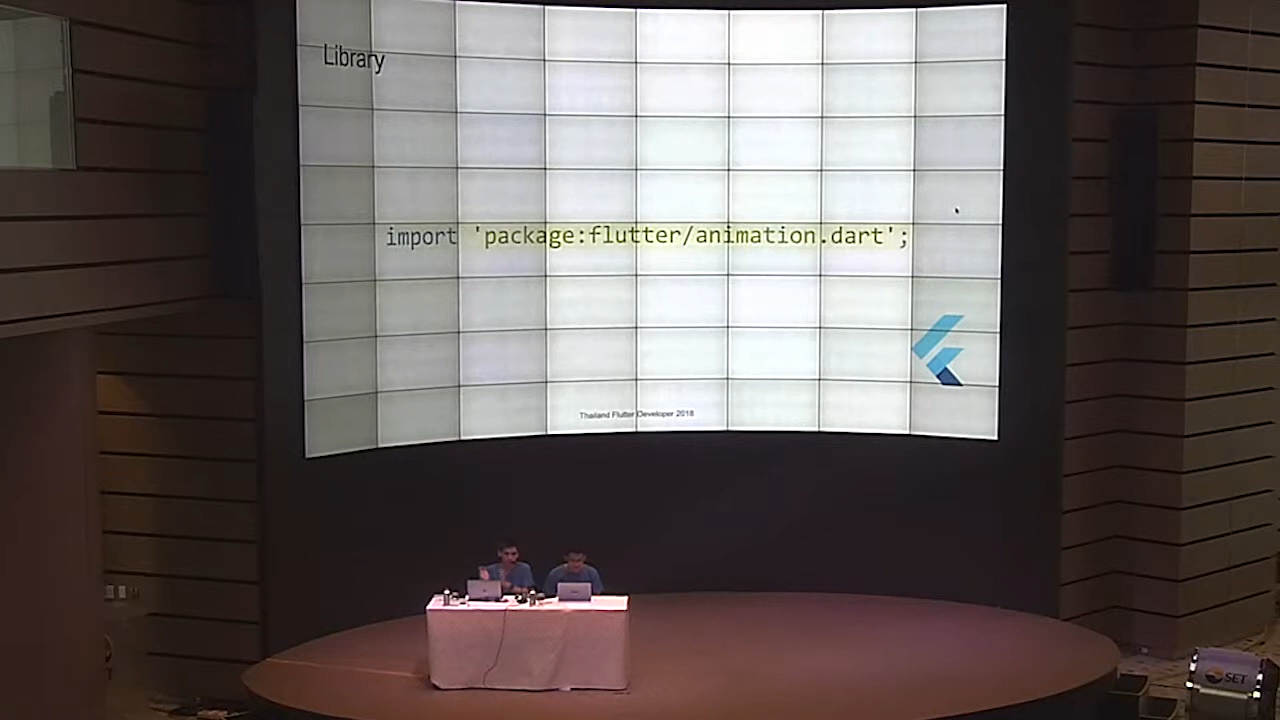 Library
import 'package:flutter/animation.dart';
Thailand Flutter Developer 2018
SET